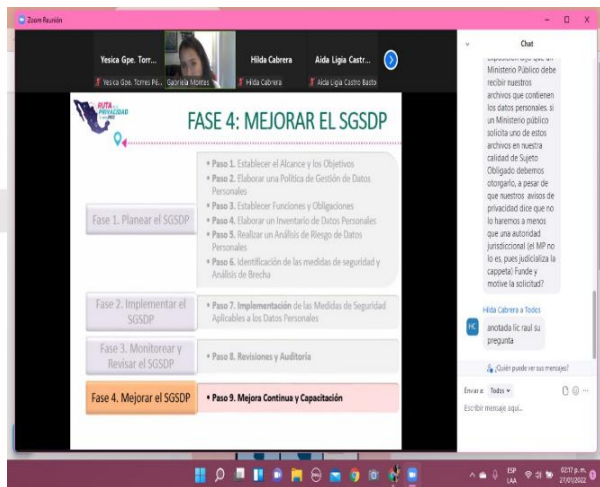 Zoom Reunión
Yesica Gpe. Torr...
Hilda Cabrera
Aida Ligia Castr...
Yesica Gpe. Torres Pé...
Gabriela Montes
Hilda Cabrera
Aida Ligia Castro Basto
RUTA
PRIVACIDAD
FASE 4: MEJORAR EL SGSDP
Fase 1. Planear el SGSDP
• Paso 1. Establecer el Alcance y los Objetivos
• Paso 2. Elaborar una Política de Gestión de Datos
Personales
• Paso 3. Establecer Funciones y Obligaciones
• Paso 4. Elaborar un Inventario de Datos Personales
• Paso 5. Realizar un Análisis de Riesgo de Datos
Personales
• Paso 6. Identificación de las medidas de seguridad y
Análisis de Brecha
Fase 2. Implementar el
SGSDP
• Paso 7. Implementación de las Medidas de Seguridad
Aplicables a los Datos Personales
Fase 3. Monitorear y
Revisar el SGSDP
• Paso 8. Revisiones y Auditoría
Fase 4. Mejorar el SGSDP
• Paso 9. Mejora Continua y Capacitación
Chat
Ministerio Público debe
recibir nuestros
archivos que contienen
los datos personales. si
un Ministerio público
solicita uno de estos
archivos en nuestra
calidad de Sujeto
Obligado debemos
otorgarlo, a pesar de
que nuestros avisos de
privacidad dice que no
lo haremos a menos
que una autoridad
jurisdiccional (el MP no
lo es, pues judicializa la
cappeta) Funde y
motive la solicitud?
Hilda Cabrera a Todos
HC
anotada lic raul su
pregunta
¿Quién puede ver sus mensajes?
Enviar a: Todos
Escribir mensaje aquí...
ESP
LAA
02:17 p. m.
27/01/2022